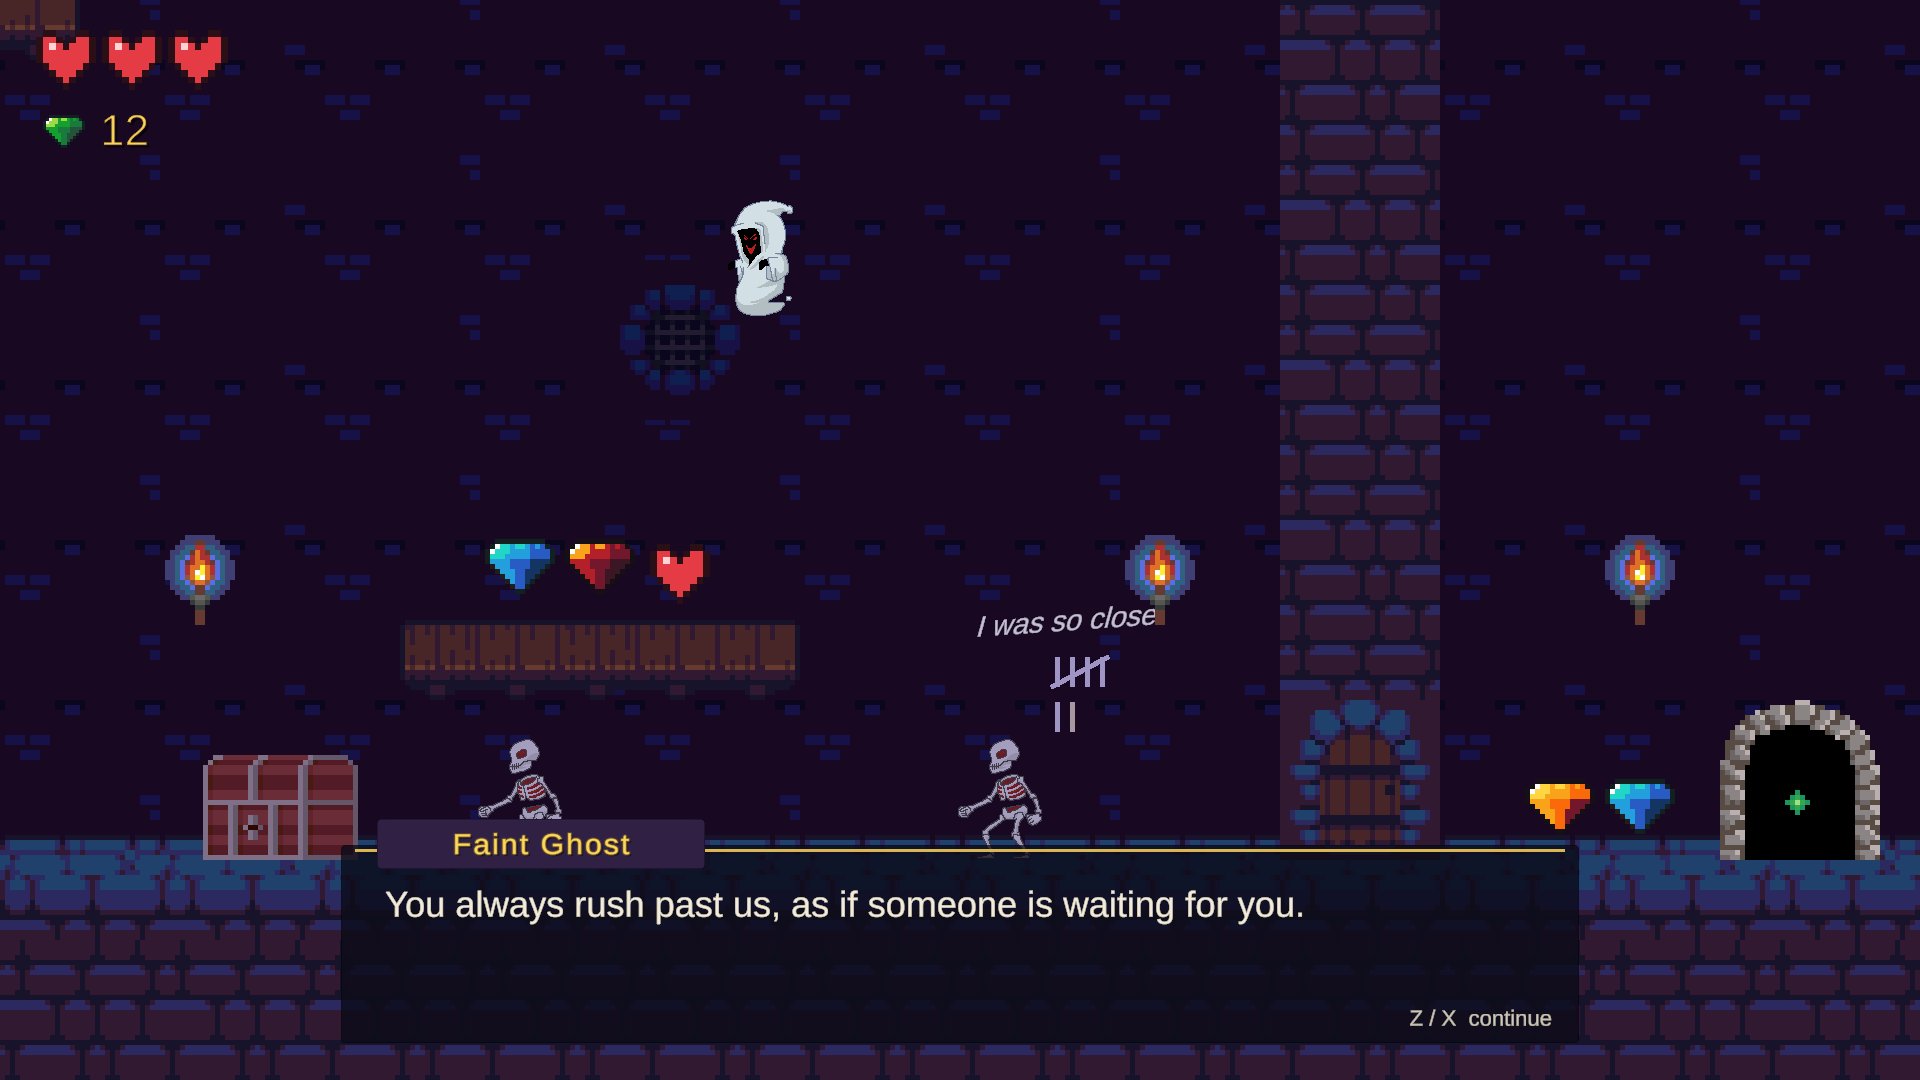 12
I was so close
Faint Ghost
You always rush past us, as if someone is waiting for you.
Z / X continue